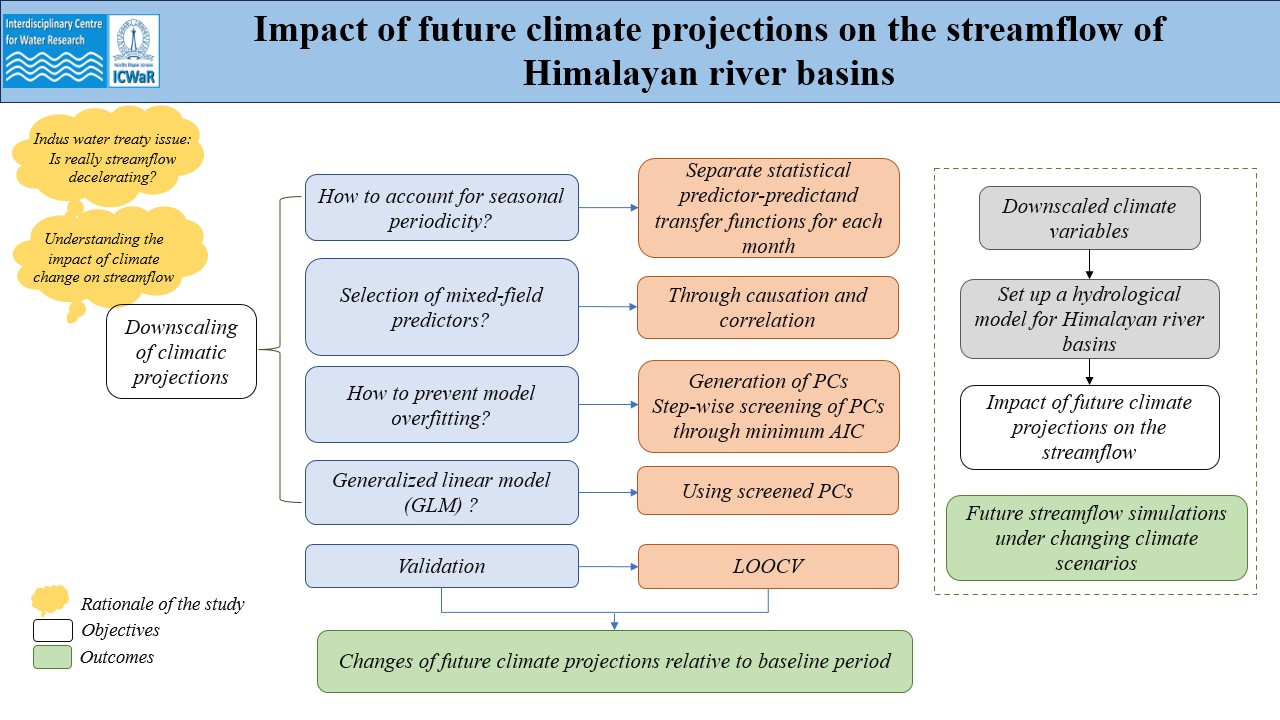 Interdisciplinary Centre
for Water Research
ICWaR
Impact of future climate projections on the streamflow of
Himalayan river basins
Indus water treaty issue:
Is really streamflow
decelerating?
Understanding the
impact of climate
change on streamflow
Downscaling
of climatic
projections
How to account for seasonal
periodicity?
Separate statistical
predictor-predictand
transfer functions for each
month
Selection of mixed-field
predictors?
Through causation and
correlation
How to prevent model
overfitting?
Generation of PCs
Step-wise screening of PCs
through minimum AIC
Generalized linear model
(GLM) ?
Using screened PCs
Validation
LOOCV
Changes of future climate projections relative to baseline period
Downscaled climate
variables
Set up a hydrological
model for Himalayan river
basins
Impact of future climate
projections on the
streamflow
Future streamflow simulations
under changing climate
scenarios
Rationale of the study
Objectives
Outcomes